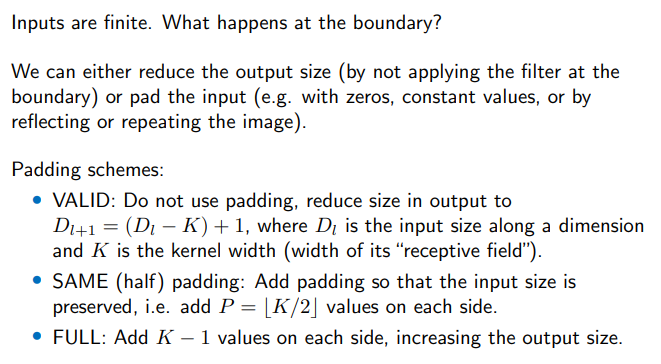 Inputs are finite. What happens at the boundary?
We can either reduce the output size (by not applying the filter at the
boundary) or pad the input (e.g. with zeros, constant values, or by
reflecting or repeating the image).
Padding schemes:
• VALID: Do not use padding, reduce size in output to
D_{l+1} = (D_l − K) + 1, where D_l is the input size along a dimension
and K is the kernel width (width of its “receptive field”).
• SAME (half) padding: Add padding so that the input size is
preserved, i.e. add P = ⌊K/2⌋ values on each side.
• FULL: Add K − 1 values on each side, increasing the output size.